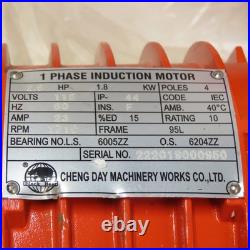 1 PHASE INDUCTION MOTOR
HP 1.8 KW POLES 4
VOLTS IP- 44 CODE IEC
HZ INS. F AMB. 40°C
AMP %ED 15 RATING 10
RPM FRAME 95L
BEARING NO.L.S. 6005ZZ O.S. 6204ZZ
SERIAL NO.
CHENG DAY MACHINERY WORKS CO.,LTD.